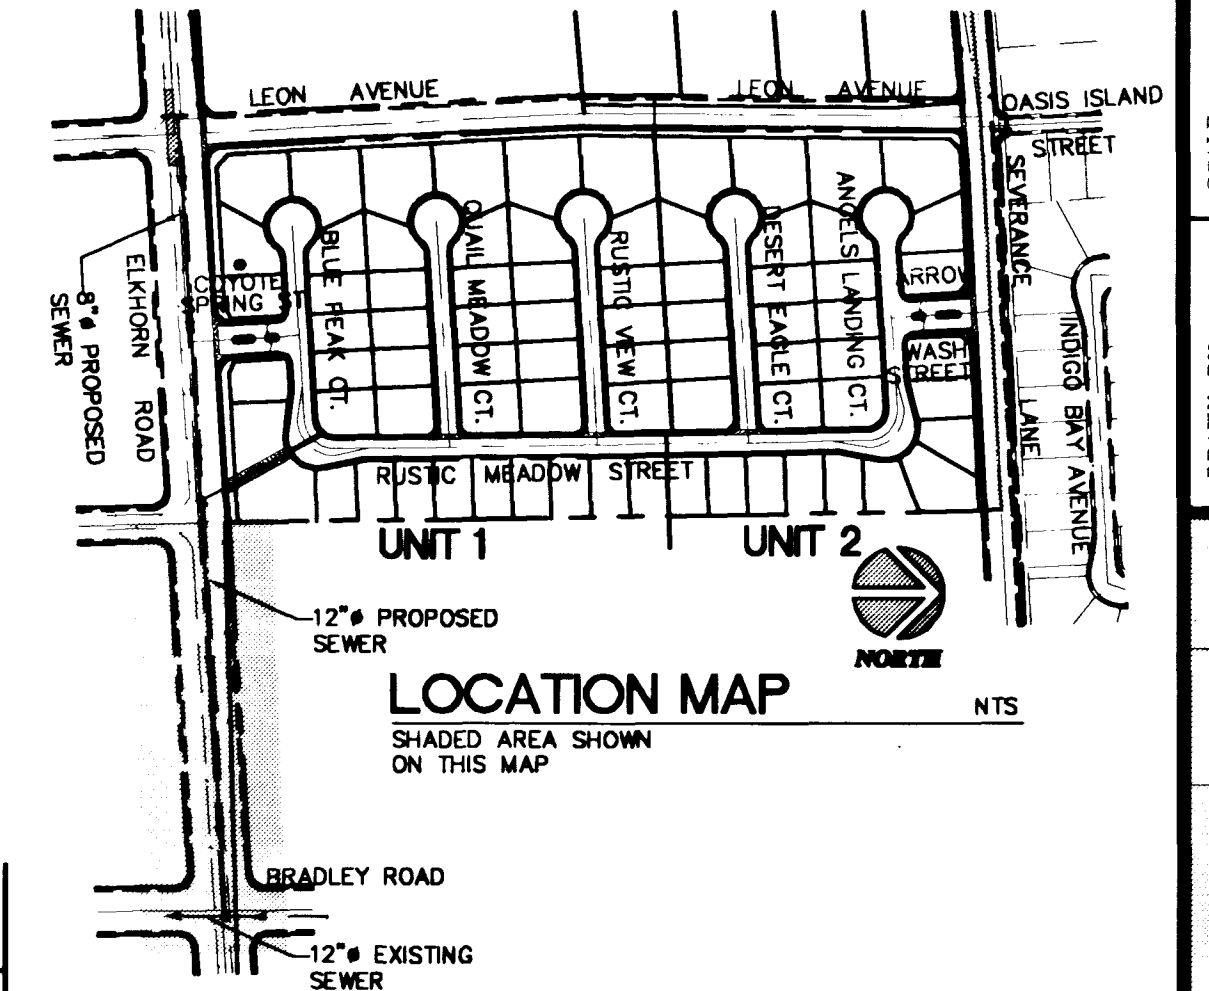 LEON AVENUE
LEON AVENUE
OASIS ISLAND
STREET
SEVERANCE
LANE
INDIGO BAY AVENUE
ELKHORN ROAD
8"ø PROPOSED
SEWER
COYOTE
SPRING ST
BLUE PEAK CT.
QUAIL MEADOW CT.
RUSTIC VIEW CT.
DESERT EAGLE CT.
ANGELS LANDING CT.
ARROW
WASH
STREET
RUSTIC MEADOW STREET
UNIT 1
UNIT 2
12"ø PROPOSED
SEWER
NORTH
LOCATION MAP
NTS
SHADED AREA SHOWN
ON THIS MAP
BRADLEY ROAD
12"ø EXISTING
SEWER